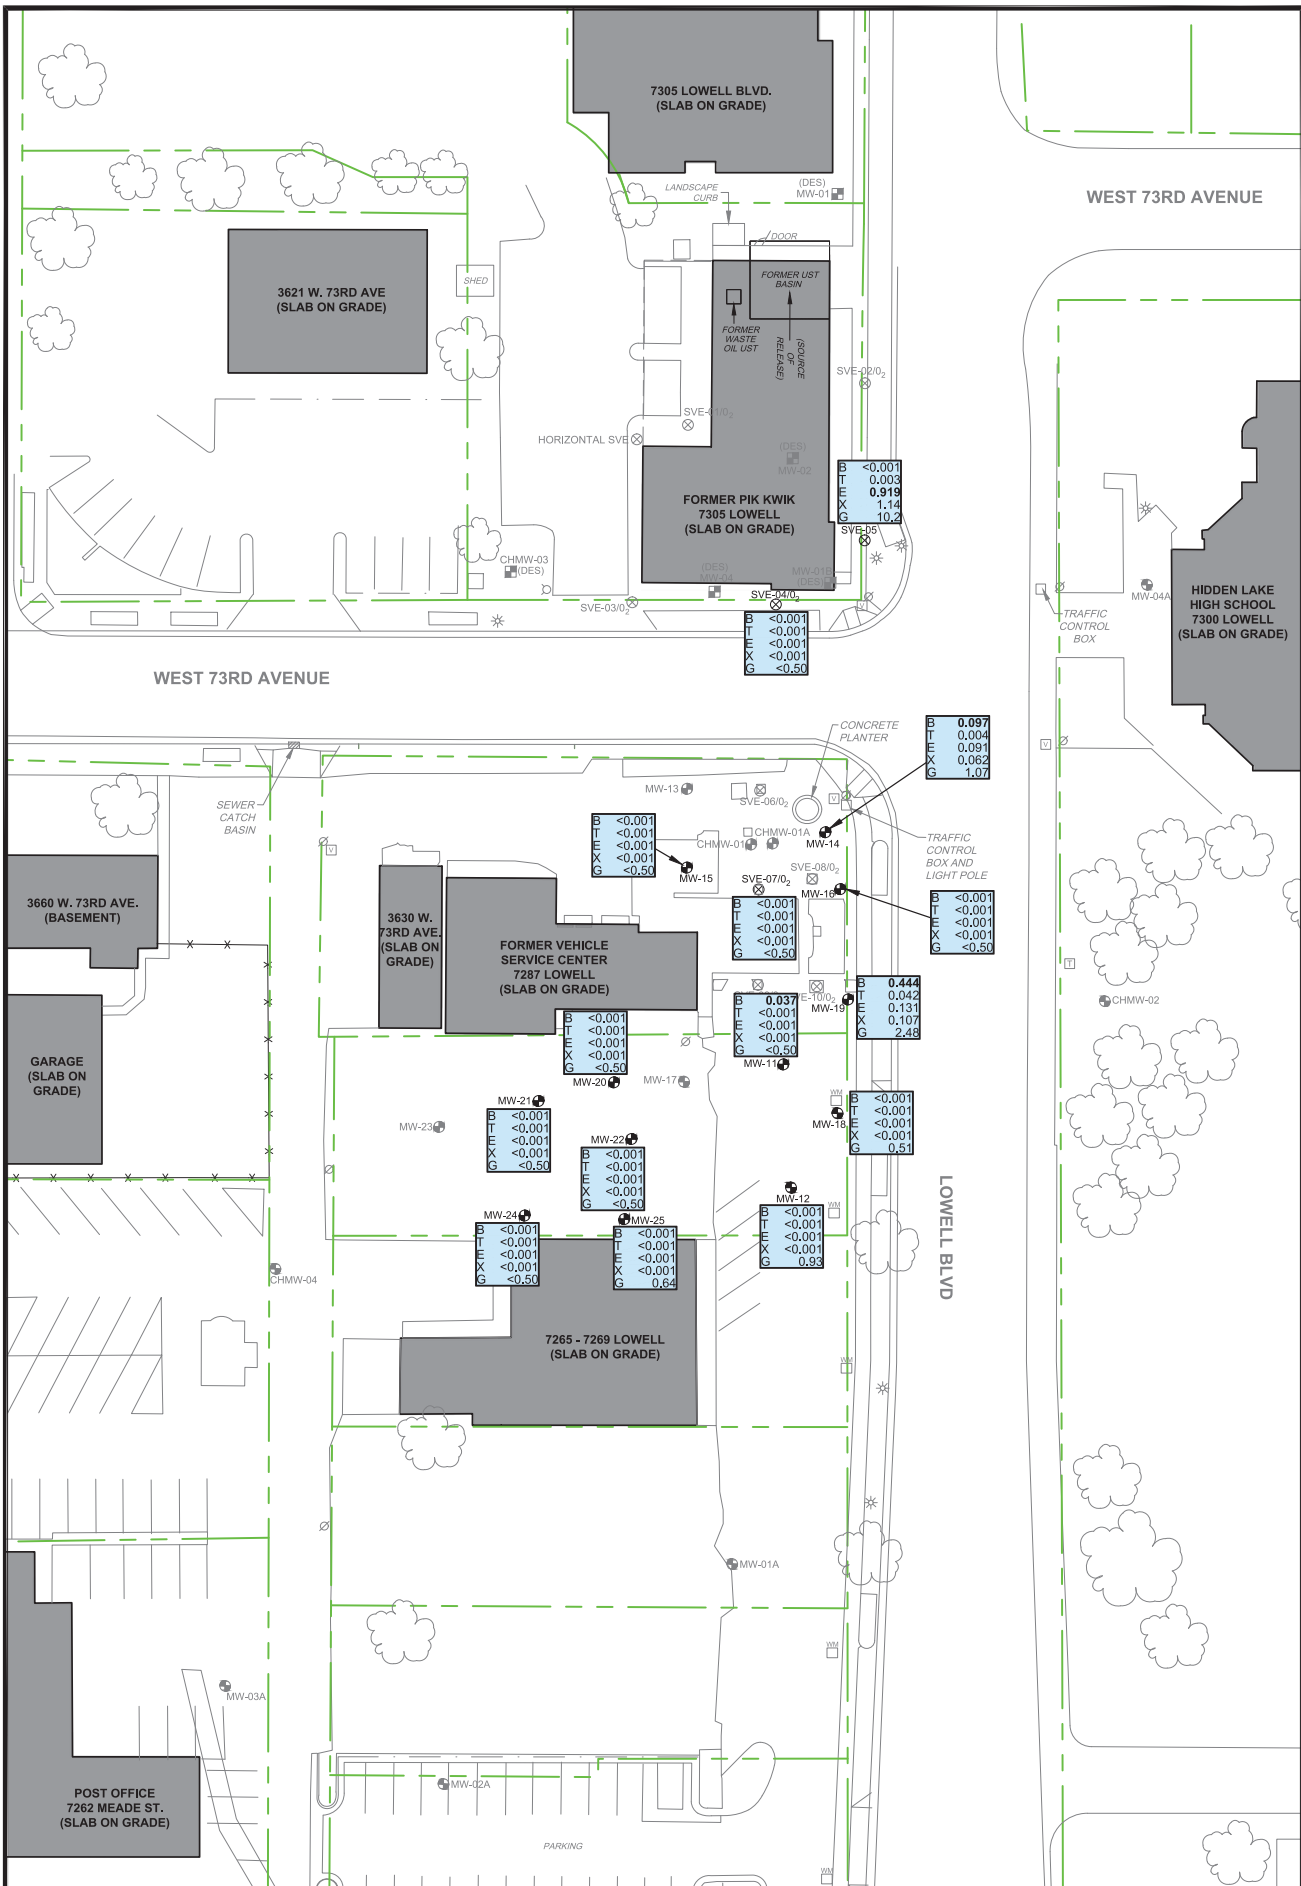 7305 LOWELL BLVD.
(SLAB ON GRADE)
(DES)
MW-01
LANDSCAPE
CURB
WEST 73RD AVENUE
DOOR
SHED
FORMER UST
BASIN
3621 W. 73RD AVE
(SLAB ON GRADE)
FORMER
WASTE
OIL UST
(SOURCE
OF
RELEASE)
SVE-02/02
SVE-01/02
HORIZONTAL SVE
(DES)
MW-02
B <0.001
T 0.003
E 0.919
X 1.14
G 10.2
SVE-05
FORMER PIK KWIK
7305 LOWELL
(SLAB ON GRADE)
CHMW-03
(DES)
(DES)
MW-04
MW-01B
(DES)
SVE-03/02
SVE-04/02
V
MW-04A
TRAFFIC
CONTROL
BOX
HIDDEN LAKE
HIGH SCHOOL
7300 LOWELL
(SLAB ON GRADE)
B <0.001
T <0.001
E <0.001
X <0.001
G <0.50
WEST 73RD AVENUE
CONCRETE
PLANTER
B 0.097
T 0.004
E 0.091
X 0.062
G 1.07
V
SEWER
CATCH
BASIN
MW-13
SVE-06/02
V
B <0.001
T <0.001
E <0.001
X <0.001
G <0.50
MW-15
CHMW-01A
CHMW-01
MW-14
TRAFFIC
CONTROL
BOX AND
LIGHT POLE
V
SVE-07/02
SVE-08/02
MW-16
B <0.001
T <0.001
E <0.001
X <0.001
G <0.50
B <0.001
T <0.001
E <0.001
X <0.001
G <0.50
3660 W. 73RD AVE.
(BASEMENT)
3630 W.
73RD AVE.
(SLAB ON
GRADE)
FORMER VEHICLE
SERVICE CENTER
7287 LOWELL
(SLAB ON GRADE)
T
CHMW-02
VE-10/02
MW-19
B 0.444
T 0.042
E 0.131
X 0.107
G 2.48
B 0.037
T <0.001
E <0.001
X <0.001
G <0.50
MW-11
B <0.001
T <0.001
E <0.001
X <0.001
G <0.50
MW-20
MW-17
GARAGE
(SLAB ON
GRADE)
MW-21
B <0.001
T <0.001
E <0.001
X <0.001
G <0.50
MW-23
WM
MW-18
B <0.001
T <0.001
E <0.001
X <0.001
G 0.51
MW-22
B <0.001
T <0.001
E <0.001
X <0.001
G <0.50
MW-12
B <0.001
T <0.001
E <0.001
X <0.001
G 0.93
WM
LOWELL BLVD
MW-24
B <0.001
T <0.001
E <0.001
X <0.001
G <0.50
MW-25
B <0.001
T <0.001
E <0.001
X <0.001
G 0.64
CHMW-04
7265 - 7269 LOWELL
(SLAB ON GRADE)
WM
MW-01A
WM
MW-03A
MW-02A
POST OFFICE
7262 MEADE ST.
(SLAB ON GRADE)
PARKING
WM